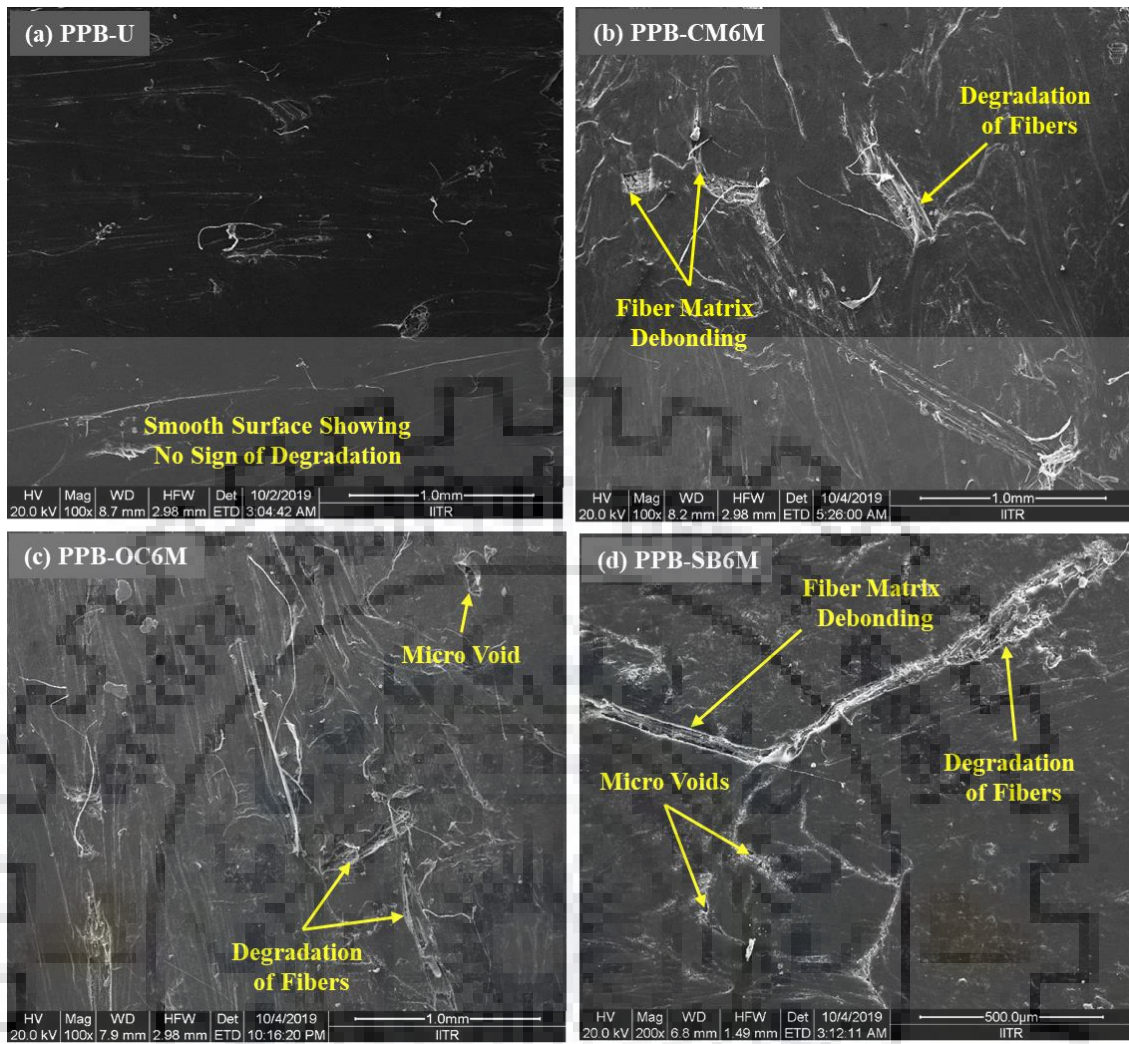 (a) PPB-U
Smooth Surface Showing
No Sign of Degradation
HV Mag WD HFW Det 10/2/2019 1.0mm
20.0 kV 100x 8.7 mm 2.98 mm ETD 3:04:42 AM IITR
(b) PPB-CM6M
Degradation
of Fibers
Fiber Matrix
Debonding
HV Mag WD HFW Det 10/4/2019 1.0mm
20.0 kV 100x 8.2 mm 2.98 mm ETD 5:26:00 AM IITR
(c) PPB-OC6M
Micro Void
Degradation
of Fibers
HV Mag WD HFW Det 10/4/2019 1.0mm
20.0 kV 100x 7.9 mm 2.98 mm ETD 10:16:20 PM IITR
(d) PPB-SB6M
Fiber Matrix
Debonding
Degradation
of Fibers
Micro Voids
HV Mag WD HFW Det 10/4/2019 500.0µm
20.0 kV 200x 6.8 mm 1.49 mm ETD 3:12:11 AM IITR